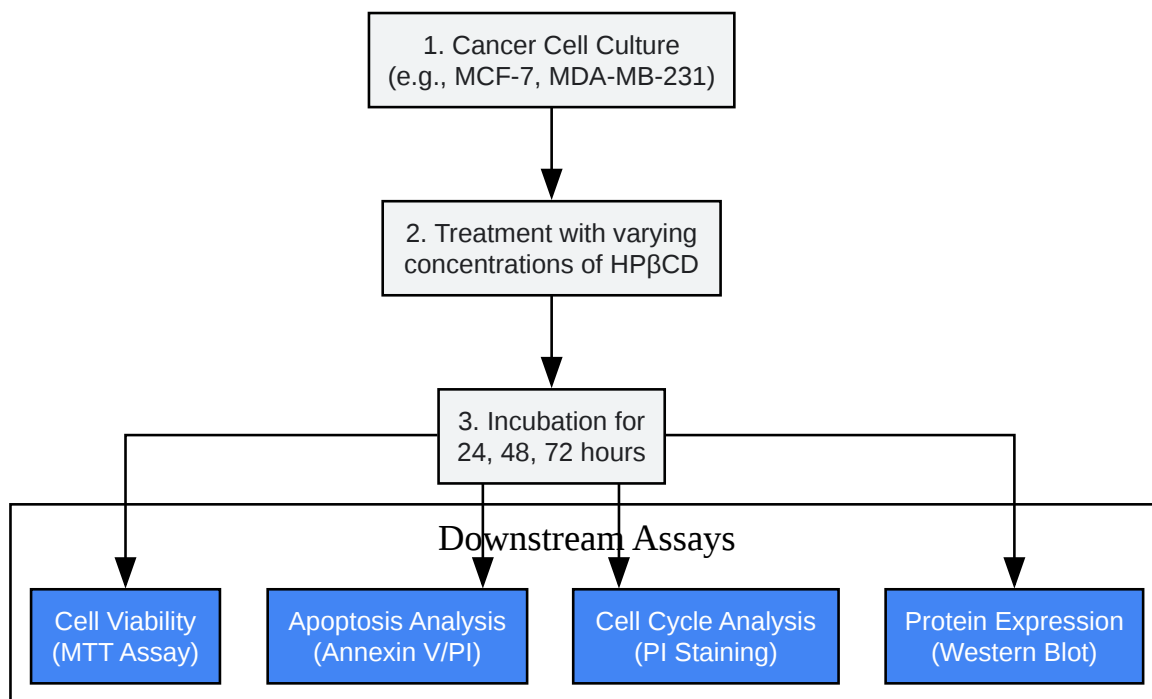 1. Cancer Cell Culture
(e.g., MCF-7, MDA-MB-231)
2. Treatment with varying
concentrations of HPβCD
3. Incubation for
24, 48, 72 hours
Downstream Assays
Cell Viability
(MTT Assay)
Apoptosis Analysis
(Annexin V/PI)
Cell Cycle Analysis
(PI Staining)
Protein Expression
(Western Blot)